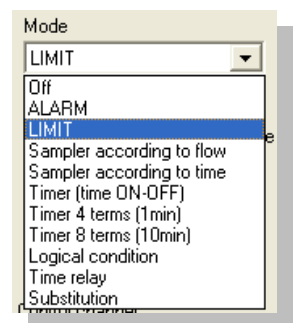 Mode
LIMIT
Off
ALARM
LIMIT
Sampler according to flow
Sampler according to time
Timer (time ON-OFF)
Timer 4 terms (1min)
Timer 8 terms (10min)
Logical condition
Time relay
Substitution